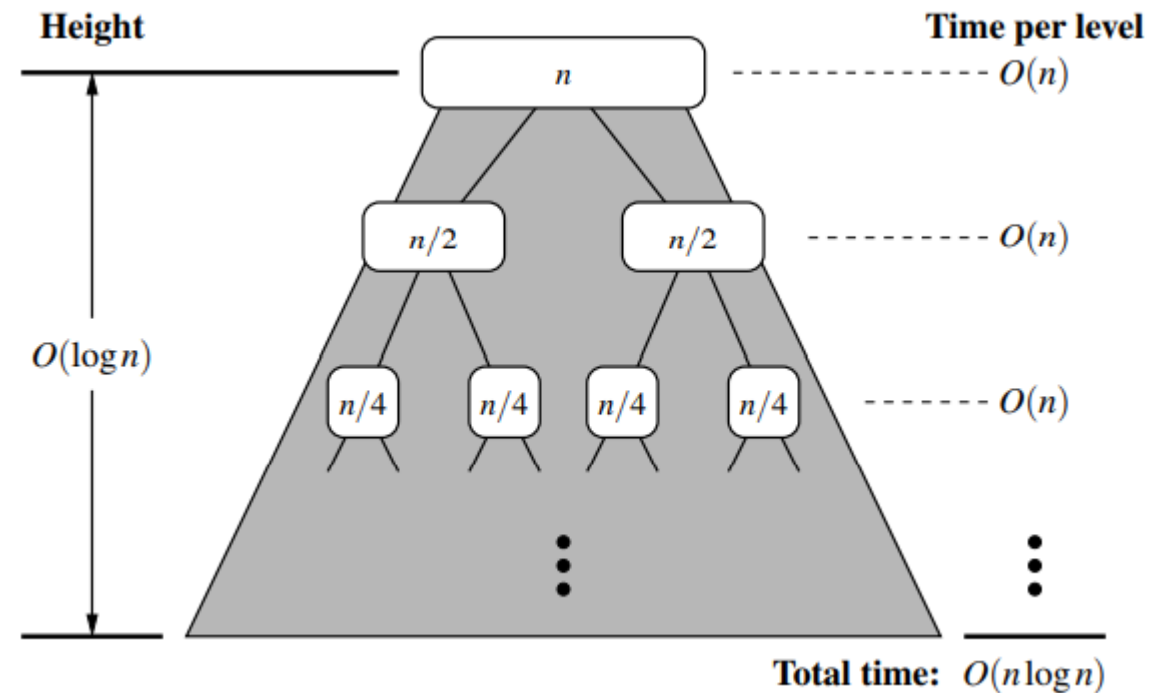 Height
Time per level
n
O(n)
n/2
n/2
O(n)
O(log n)
n/4
n/4
n/4
n/4
O(n)
Total time: O(n log n)